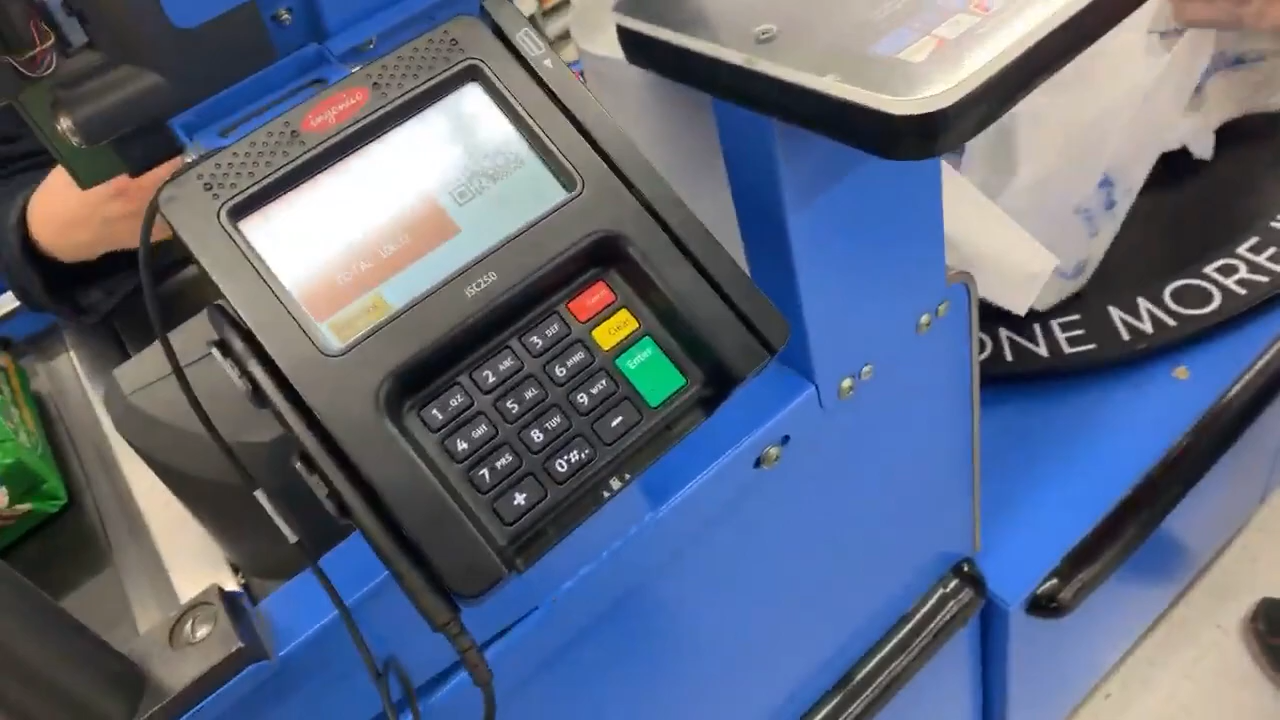 ingenico
TOTAL
iSC250
Cancel
Clear
Enter
1 .QZ
2 ABC
3 DEF
4 GHI
5 JKL
6 MNO
7 PRS
8 TUV
9 WXY
+
0*#,.
-
ONE MORE